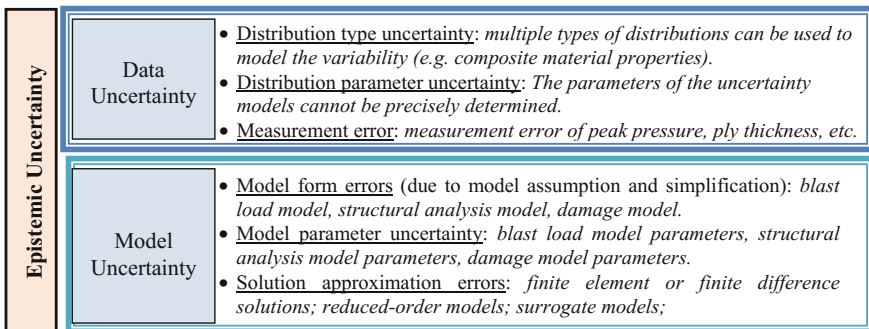 Epistemic Uncertainty
Data
Uncertainty
• Distribution type uncertainty: multiple types of distributions can be used to
model the variability (e.g. composite material properties).
• Distribution parameter uncertainty: The parameters of the uncertainty
models cannot be precisely determined.
• Measurement error: measurement error of peak pressure, ply thickness, etc.
Model
Uncertainty
• Model form errors (due to model assumption and simplification): blast
load model, structural analysis model, damage model.
• Model parameter uncertainty: blast load model parameters, structural
analysis model parameters, damage model parameters.
• Solution approximation errors: finite element or finite difference
solutions; reduced-order models; surrogate models;